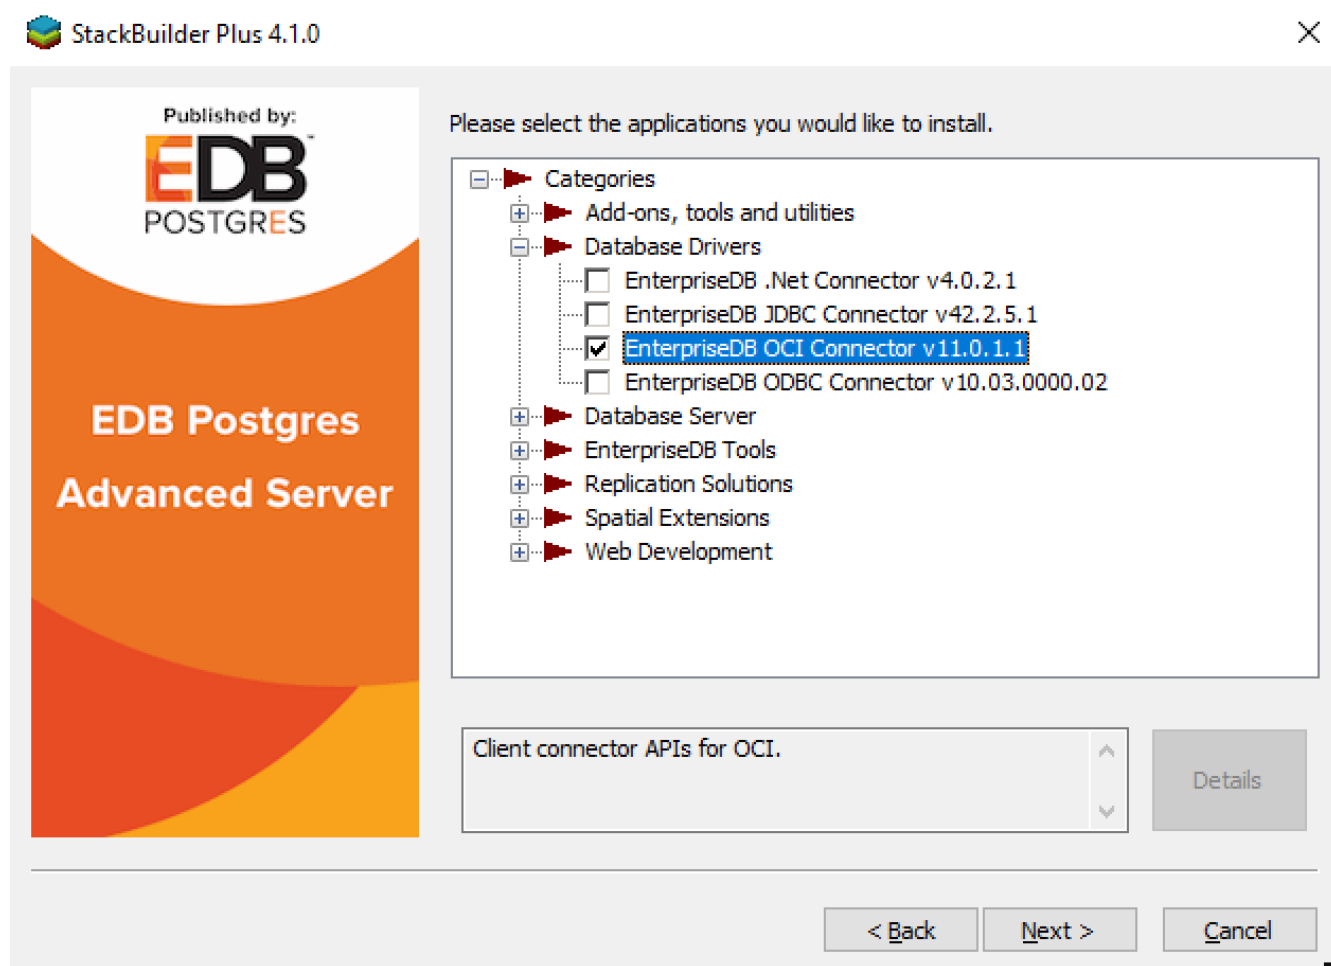 StackBuilder Plus 4.1.0
Published by:
EDB™
POSTGRES
EDB Postgres
Advanced Server
Please select the applications you would like to install.
Categories
Add-ons, tools and utilities
Database Drivers
EnterpriseDB .Net Connector v4.0.2.1
EnterpriseDB JDBC Connector v42.2.5.1
EnterpriseDB OCI Connector v11.0.1.1
EnterpriseDB ODBC Connector v10.03.0000.02
Database Server
EnterpriseDB Tools
Replication Solutions
Spatial Extensions
Web Development
Client connector APIs for OCI.
Details
< Back
Next >
Cancel